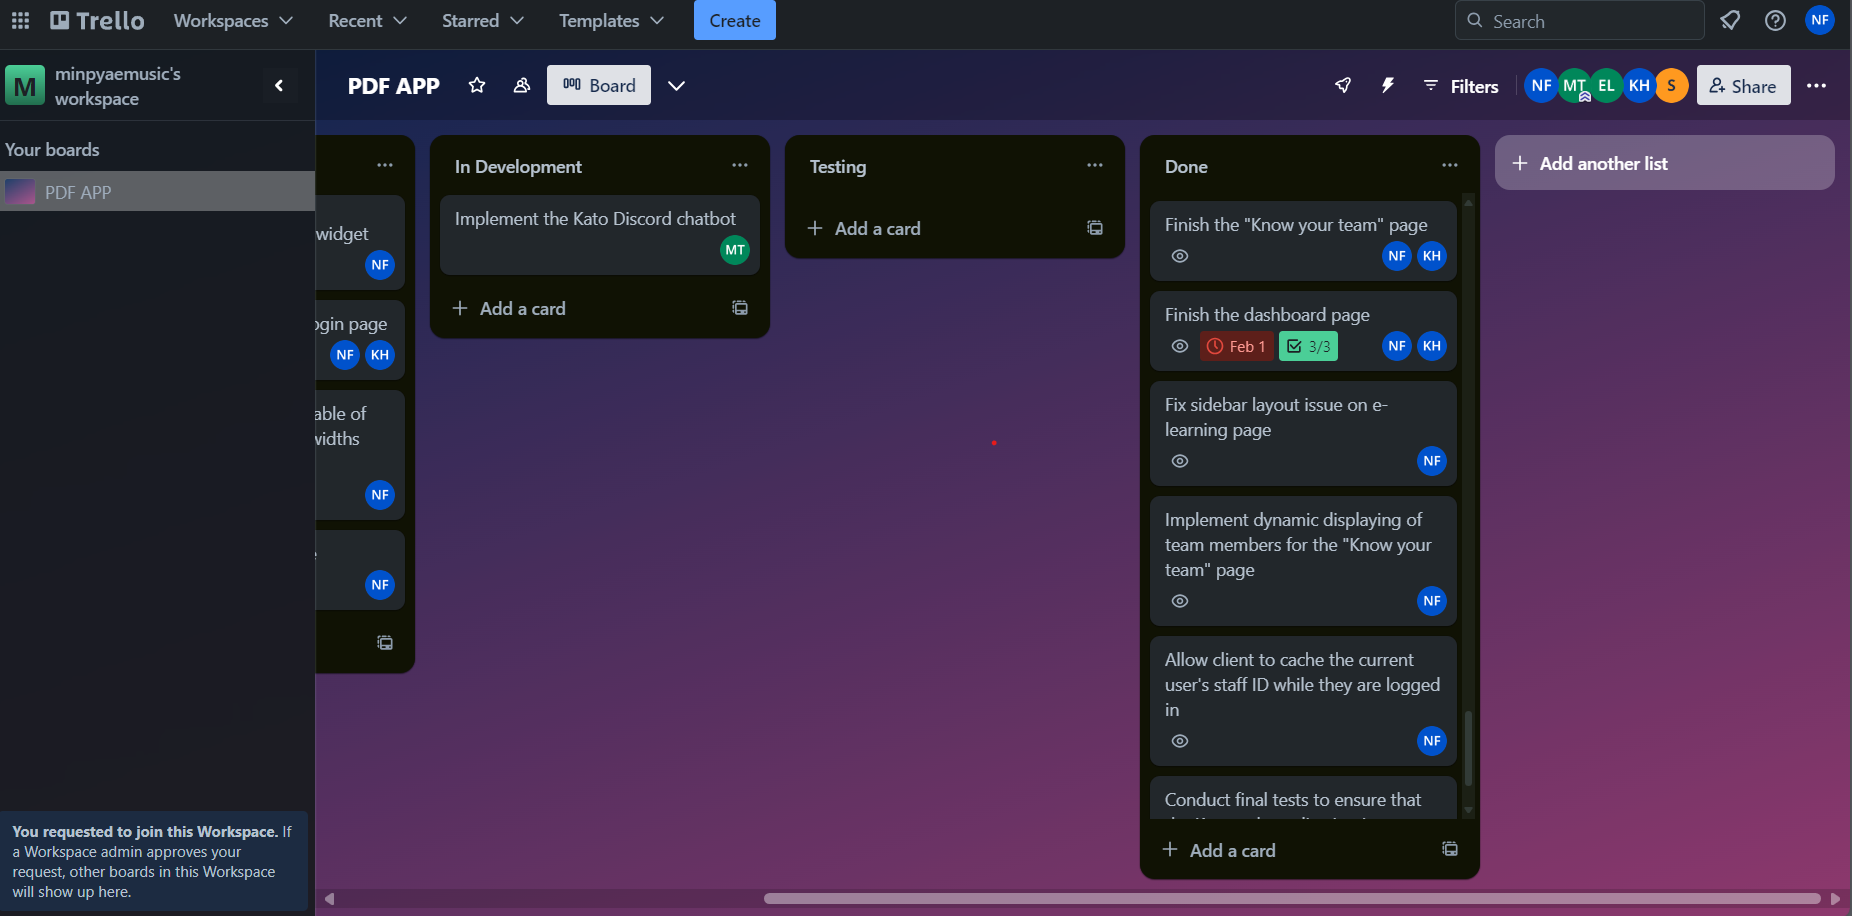 Trello
Workspaces
Recent
Starred
Templates
Create
Search
NF
M
minpyaemusic's
workspace
PDF APP
Board
Filters
NF
MT
EL
KH
S
Share
Your boards
PDF APP
widget
NF
ogin page
NF
KH
able of
widths
NF
NF
In Development
Implement the Kato Discord chatbot
MT
Add a card
Testing
Add a card
Done
Finish the "Know your team" page
NF
KH
Finish the dashboard page
Feb 1
3/3
NF
KH
Fix sidebar layout issue on e-
learning page
NF
Implement dynamic displaying of
team members for the "Know your
team" page
NF
Allow client to cache the current
user's staff ID while they are logged
in
NF
Conduct final tests to ensure that
Add a card
Add another list
You requested to join this Workspace. If
a Workspace admin approves your
request, other boards in this Workspace
will show up here.